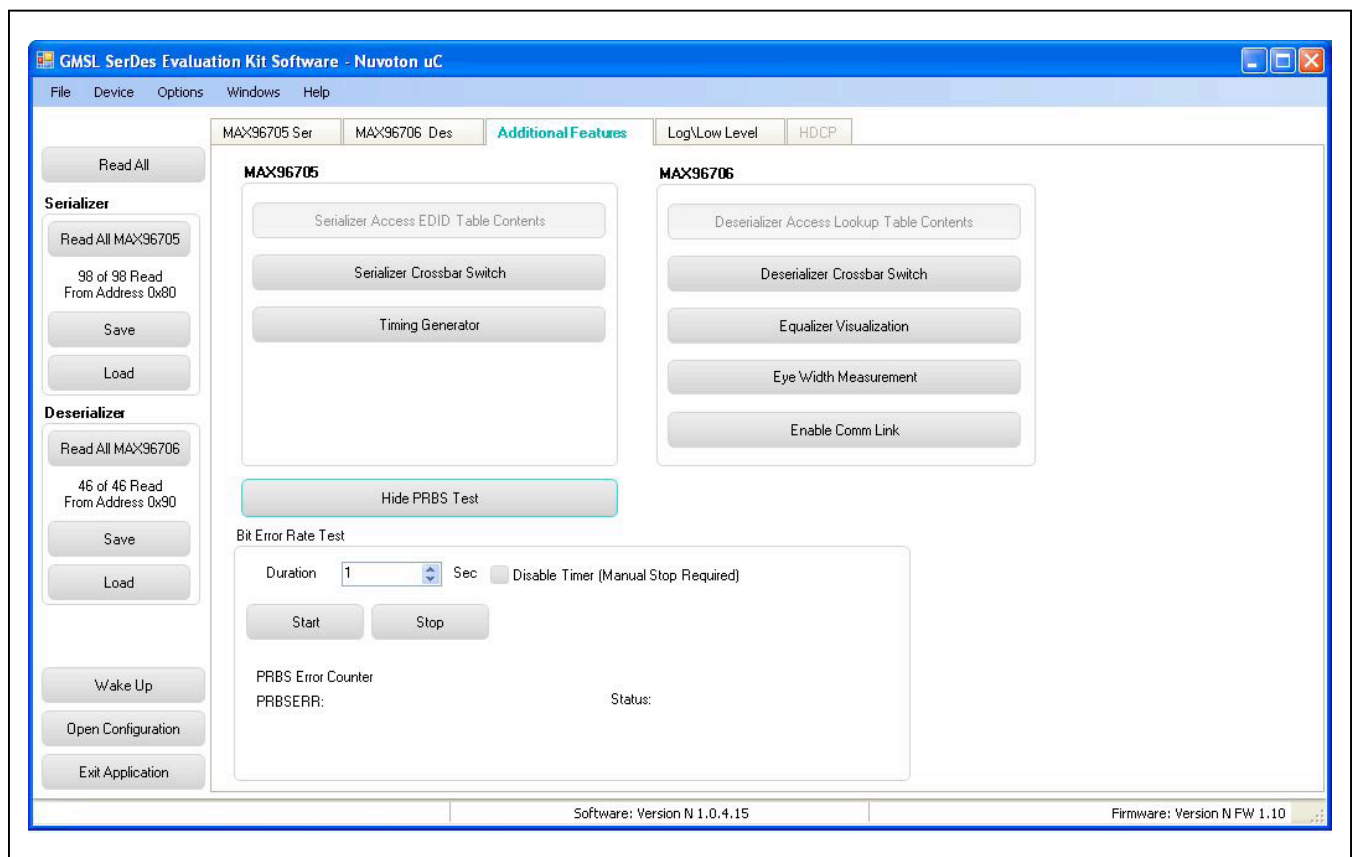 GMSL SerDes Evaluation Kit Software - Nuvoton uC
File Device Options Windows Help
MAX96705 Ser MAX96706 Des Additional Features Log\Low Level HDCP
Read All
Serializer
Read All MAX96705
98 of 98 Read
From Address 0x80
Save
Load
Deserializer
Read All MAX96706
46 of 46 Read
From Address 0x90
Save
Load
Wake Up
Open Configuration
Exit Application
MAX96705
Serializer Access EDID Table Contents
Serializer Crossbar Switch
Timing Generator
MAX96706
Deserializer Access Lookup Table Contents
Deserializer Crossbar Switch
Equalizer Visualization
Eye Width Measurement
Enable Comm Link
Hide PRBS Test
Bit Error Rate Test
Duration 1 Sec Disable Timer (Manual Stop Required)
Start Stop
PRBS Error Counter
PRBSERR: Status:
Software: Version N 1.0.4.15 Firmware: Version N FW 1.10